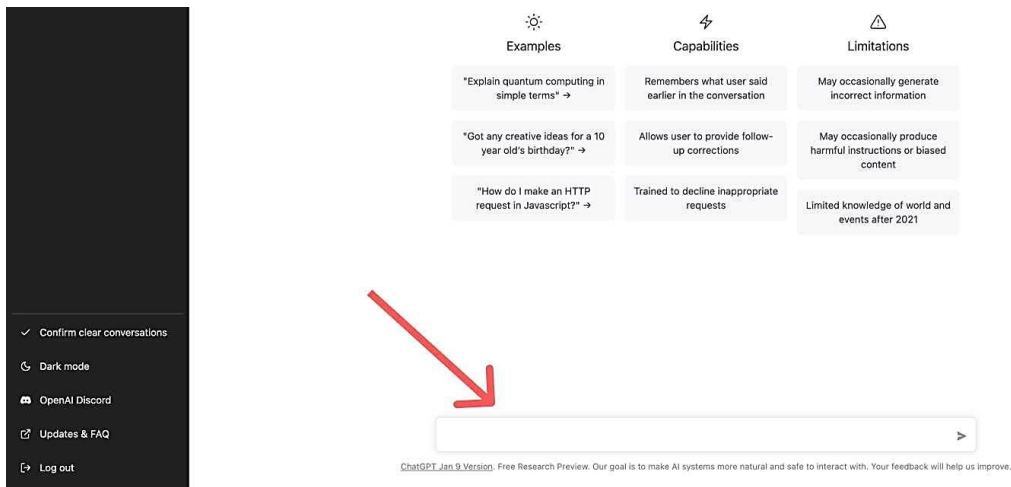 Examples
"Explain quantum computing in
simple terms" →
"Got any creative ideas for a 10
year old's birthday?" →
"How do I make an HTTP
request in Javascript?" →
Capabilities
Remembers what user said
earlier in the conversation
Allows user to provide follow-
up corrections
Trained to decline inappropriate
requests
Limitations
May occasionally generate
incorrect information
May occasionally produce
harmful instructions or biased
content
Limited knowledge of world and
events after 2021
Confirm clear conversations
Dark mode
OpenAI Discord
Updates & FAQ
Log out
ChatGPT Jan 9 Version. Free Research Preview. Our goal is to make AI systems more natural and safe to interact with. Your feedback will help us improve.